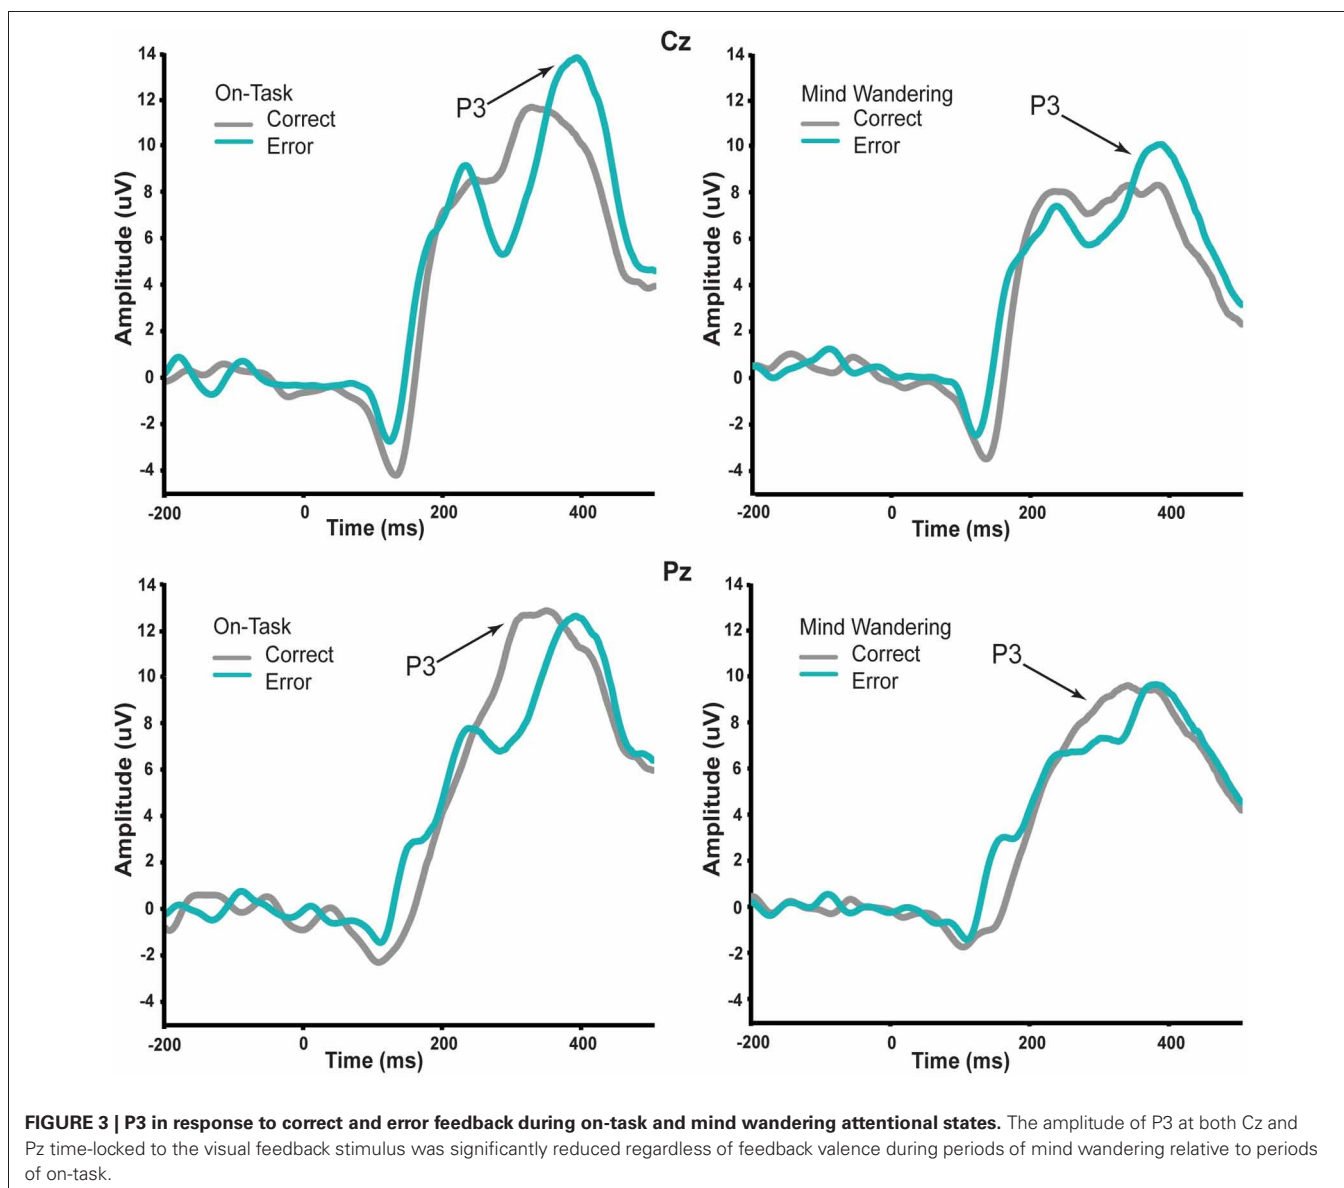 Cz
14
12
10
8
6
4
2
0
-2
-4
Amplitude (uV)
On-Task
Correct
Error
P3
-200 0 200 400
Time (ms)
14
12
10
8
6
4
2
0
-2
-4
Amplitude (uV)
Mind Wandering
Correct
Error
P3
-200 0 200 400
Time (ms)
Pz
14
12
10
8
6
4
2
0
-2
-4
Amplitude (uV)
On-Task
Correct
Error
P3
-200 0 200 400
Time (ms)
14
12
10
8
6
4
2
0
-2
-4
Amplitude (uV)
Mind Wandering
Correct
Error
P3
-200 0 200 400
Time (ms)
FIGURE 3 | P3 in response to correct and error feedback during on-task and mind wandering attentional states. The amplitude of P3 at both Cz and
Pz time-locked to the visual feedback stimulus was significantly reduced regardless of feedback valence during periods of mind wandering relative to periods
of on-task.